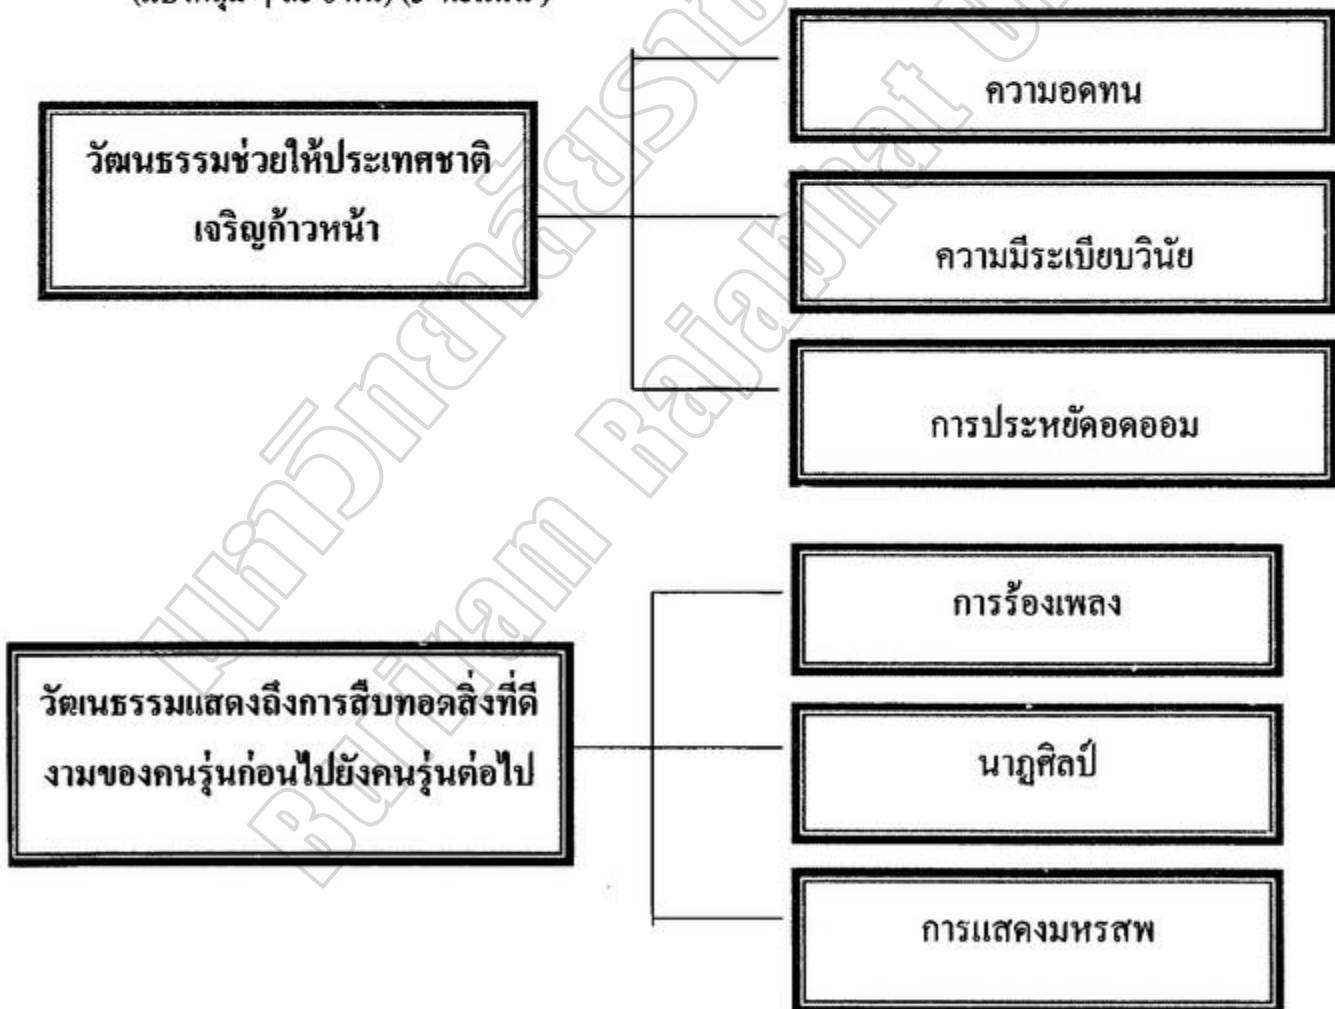 วัฒนธรรมช่วยให้ประเทศชาติ
เจริญก้าวหน้า
ความอดทน
ความมีระเบียบวินัย
การประหยัดอดออม
วัฒนธรรมแสดงถึงการสืบทอดสิ่งที่ดี
งามของคนรุ่นก่อนไปยังคนรุ่นต่อไป
การร้องเพลง
นาฏศิลป์
การแสดงมหรสพ
Buriram Rajabhat